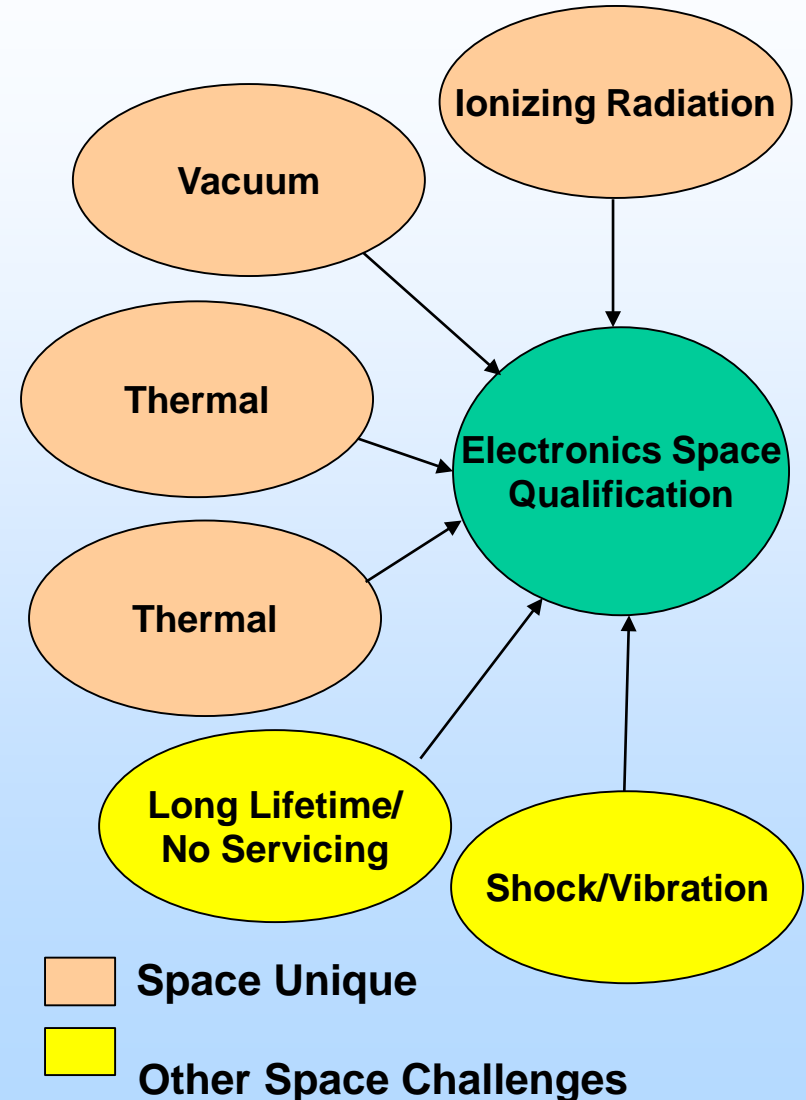 Ionizing Radiation
Vacuum
Thermal
Electronics Space
Qualification
Thermal
Long Lifetime/
No Servicing
Shock/Vibration
Space Unique
Other Space Challenges